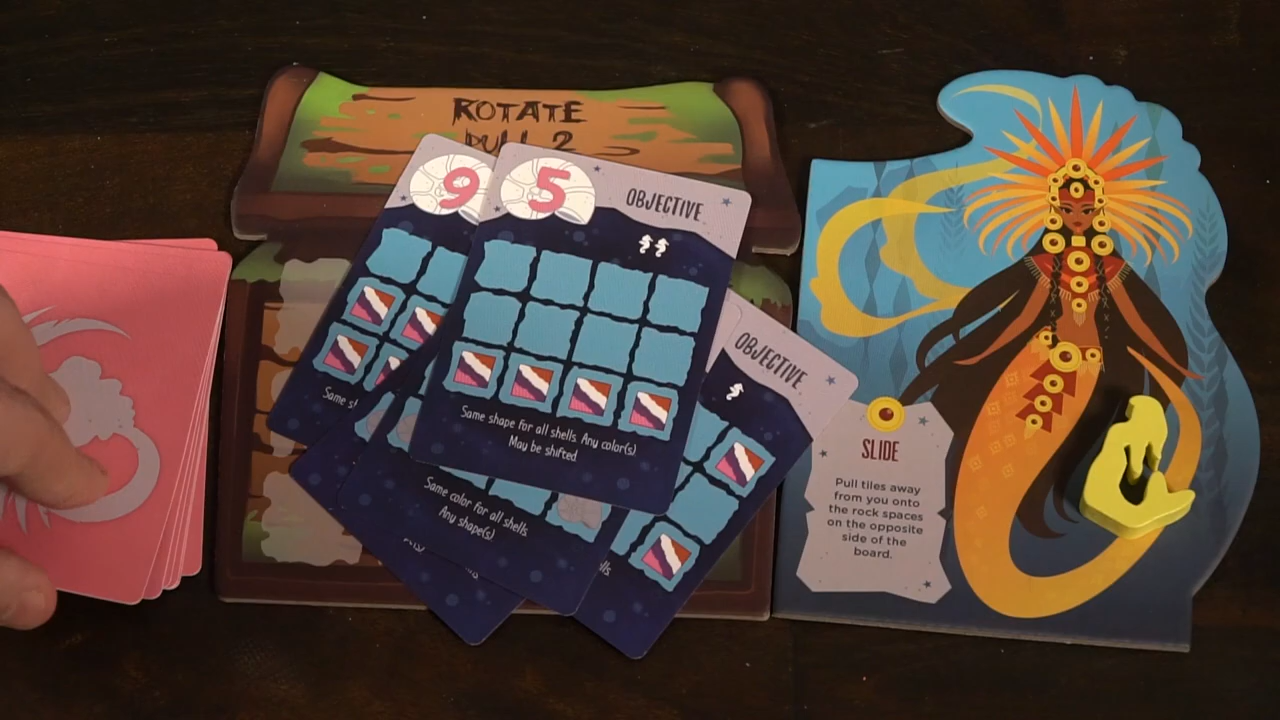 ROTATE
PULL 2
9
5
OBJECTIVE
Same shape for all shells. Any color(s)
May be shifted
Same
OBJECTIVE
Same color for all shells
Any shape(s)
SLIDE
Pull tiles away
from you onto
the rock spaces
on the opposite
side of the
board.